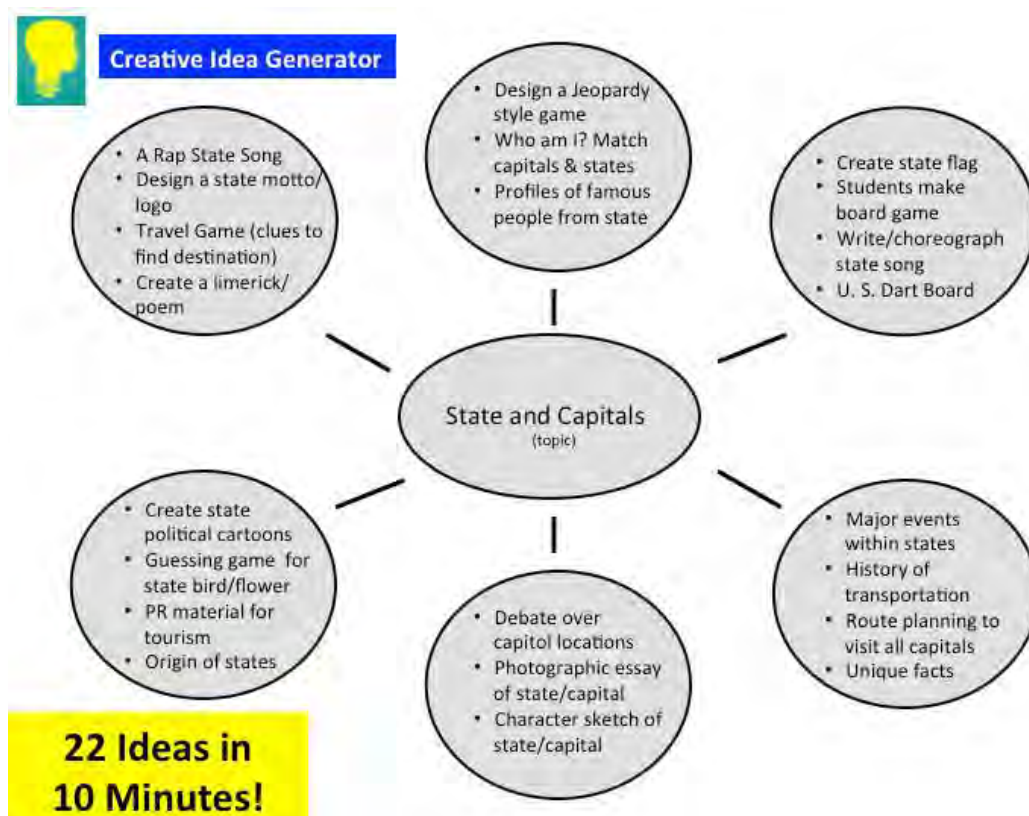 Creative Idea Generator
• A Rap State Song
• Design a state motto/
logo
• Travel Game (clues to
find destination)
• Create a limerick/
poem
• Design a Jeopardy
style game
• Who am I? Match
capitals & states
• Profiles of famous
people from state
• Create state flag
• Students make
board game
• Write/choreograph
state song
• U. S. Dart Board
State and Capitals
(topic)
• Create state
political cartoons
• Guessing game for
state bird/flower
• PR material for
tourism
• Origin of states
• Debate over
capitol locations
• Photographic essay
of state/capital
• Character sketch of
state/capital
• Major events
within states
• History of
transportation
• Route planning to
visit all capitals
• Unique facts
22 Ideas in
10 Minutes!